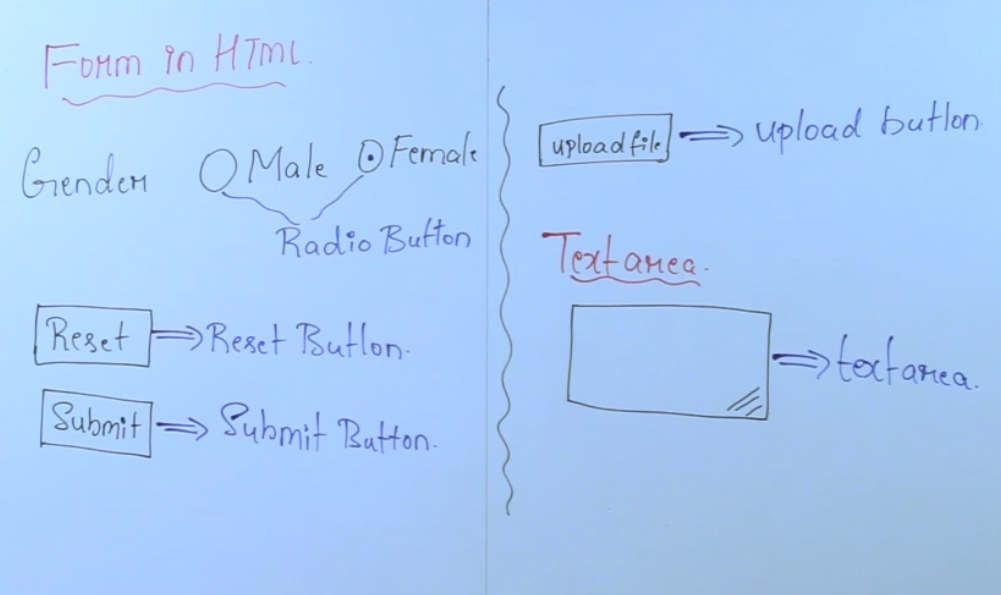 Form in HTML.
Gender Male Female
Radio Button
Reset Reset Button.
Submit Submit Button.
upload file upload button.
Textarea.
textarea.